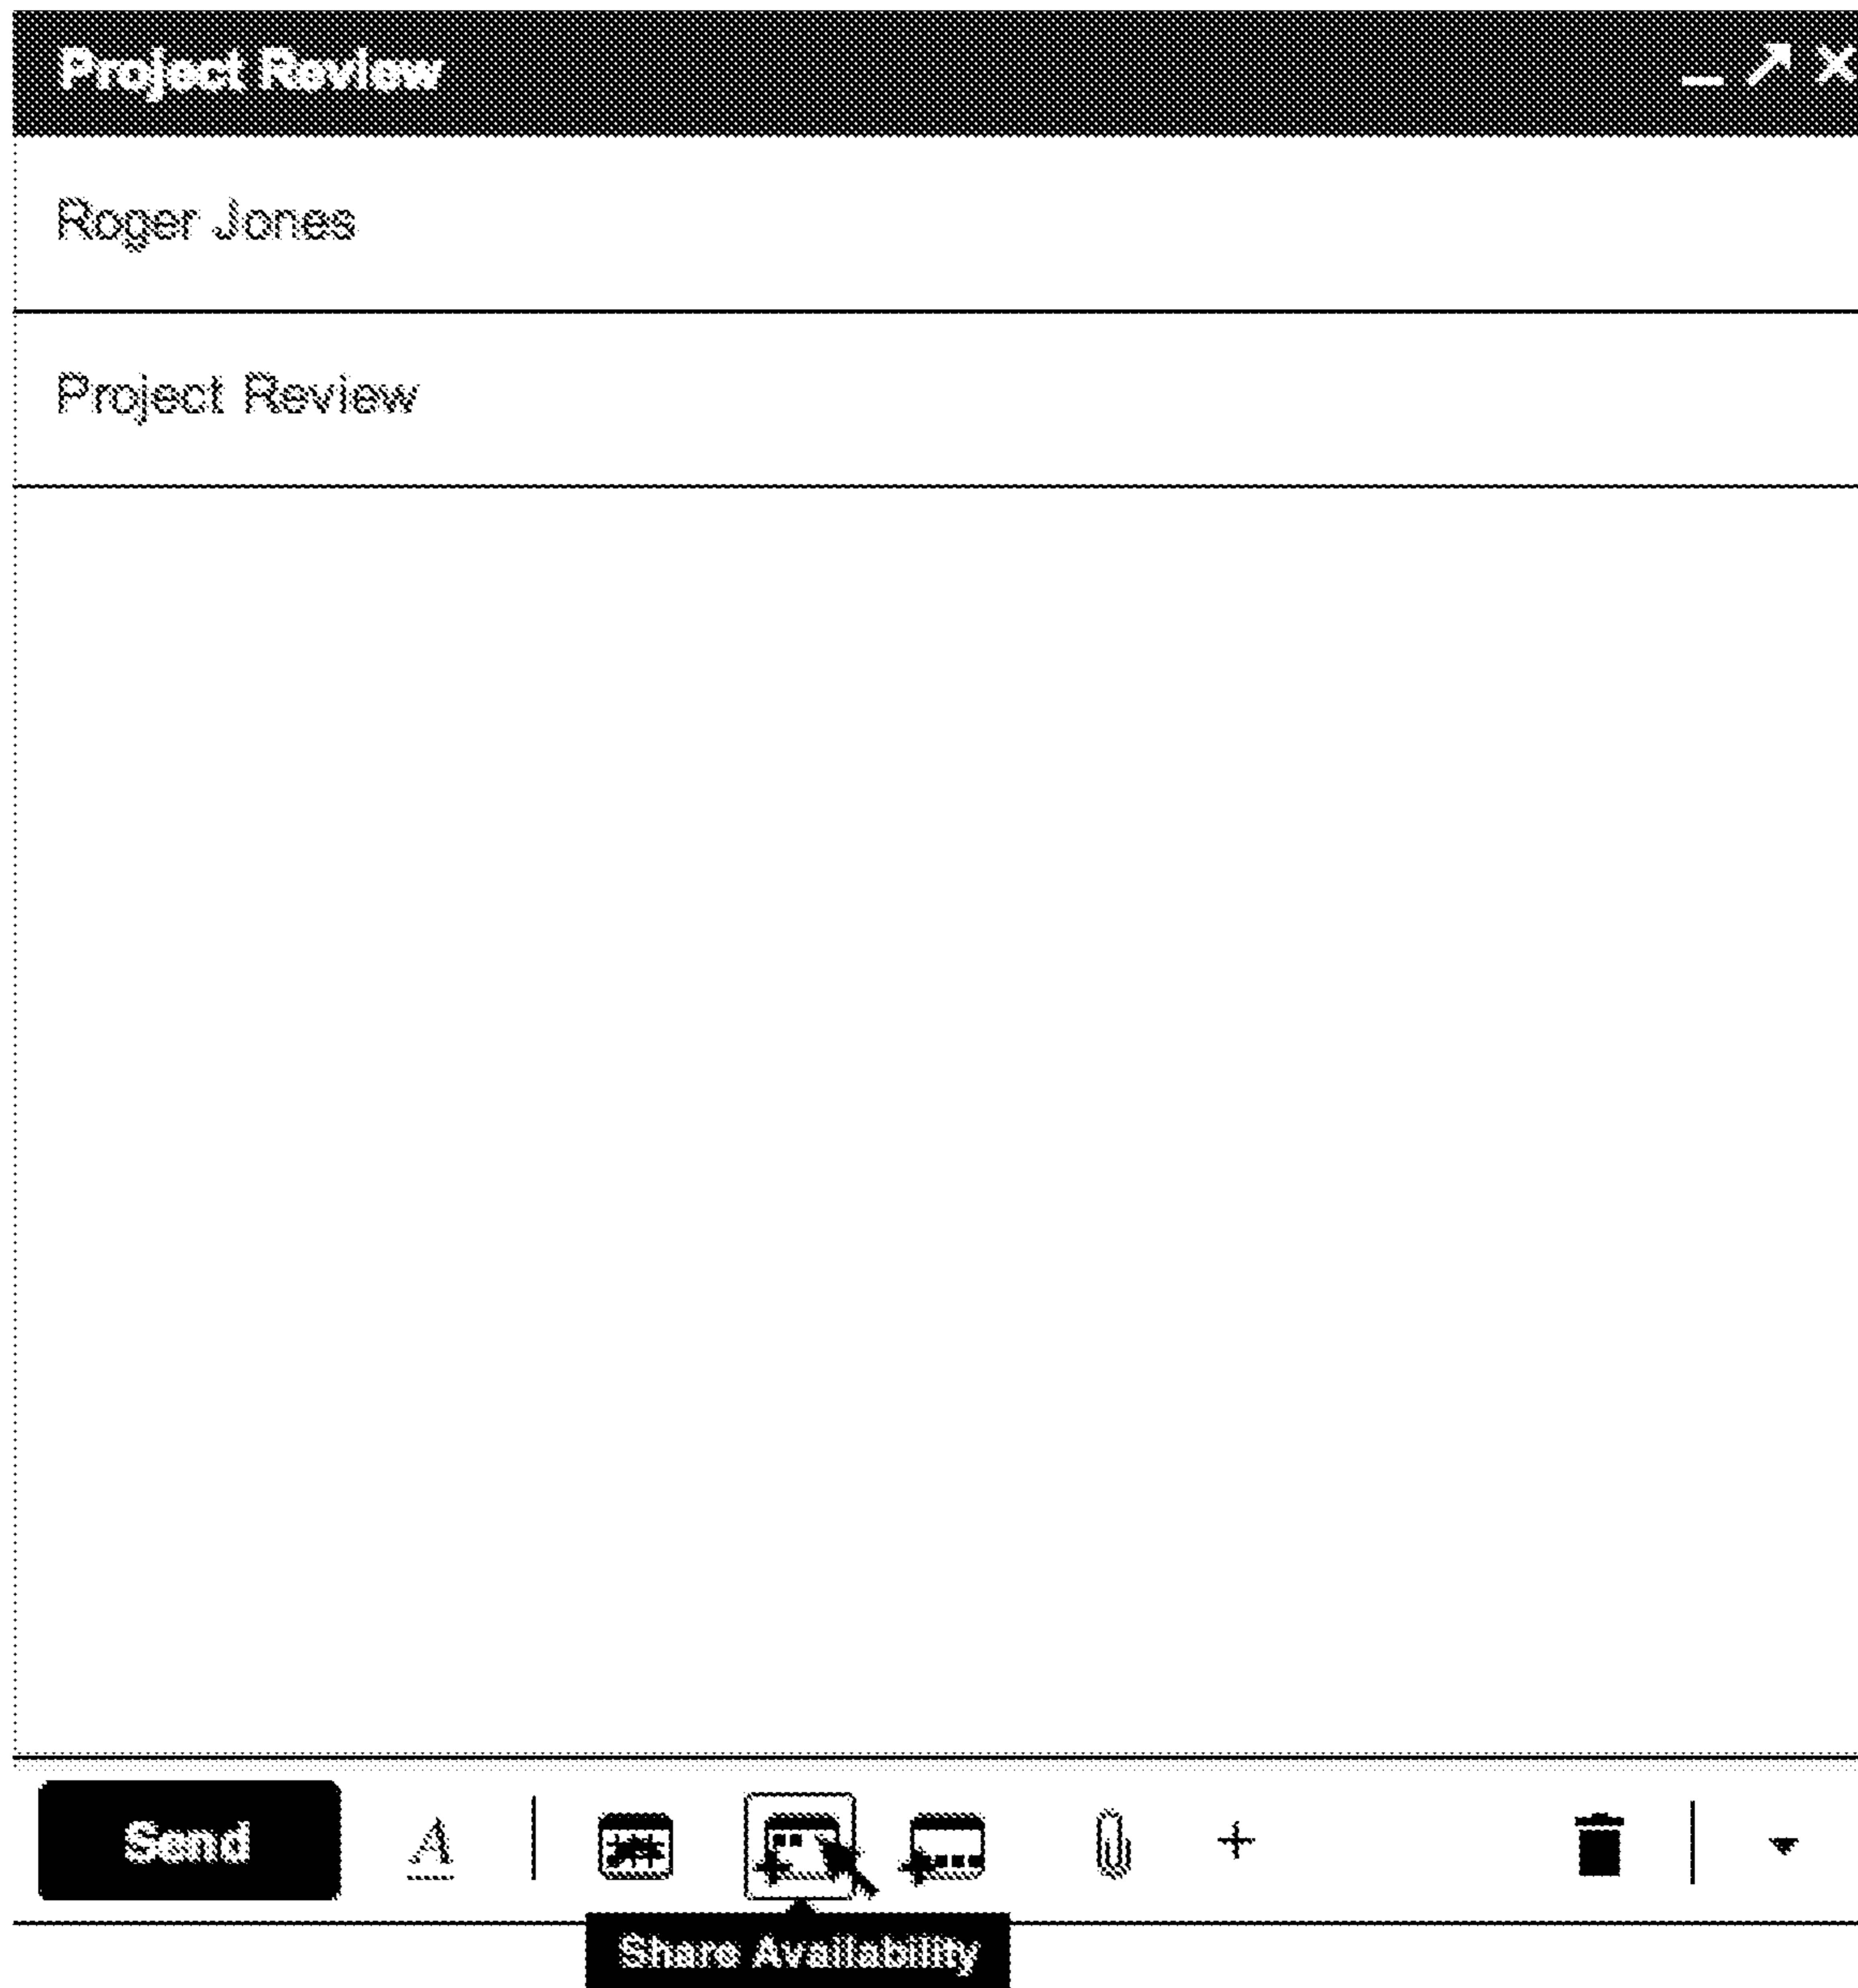 Project Review
Roger Jones
Project Review
Send A
Share Availability